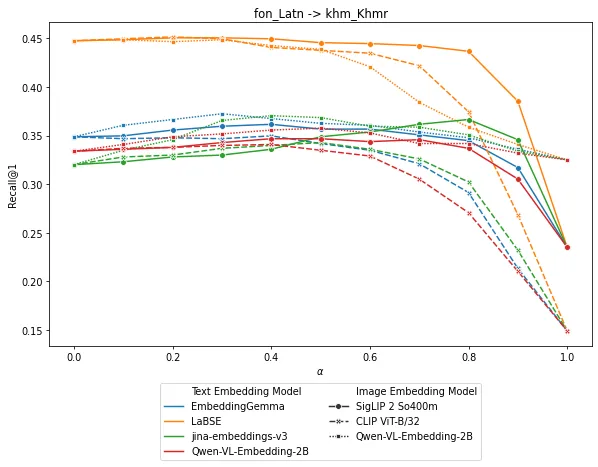 fon_Latn -> khm_Khmr
Recall@1
0.45
0.40
0.35
0.30
0.25
0.20
0.15
0.0
0.2
0.4
0.6
0.8
1.0
α
Text Embedding Model
EmbeddingGemma
LaBSE
jina-embeddings-v3
Qwen-VL-Embedding-2B
Image Embedding Model
SigLIP 2 So400m
CLIP ViT-B/32
Qwen-VL-Embedding-2B